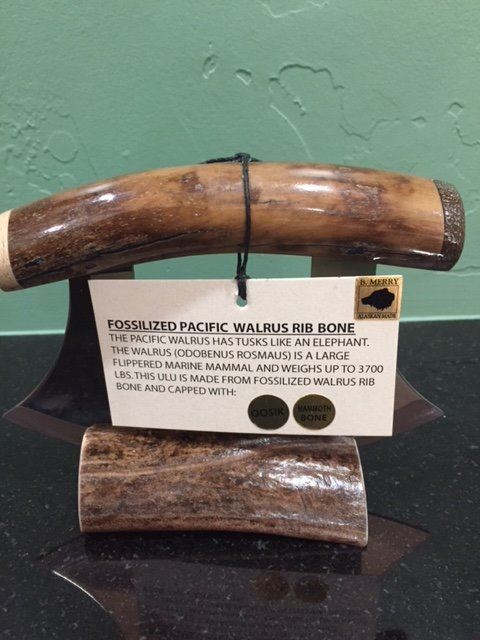 B. MERRY
ALASKAN MADE
FOSSILIZED PACIFIC WALRUS RIB BONE
THE PACIFIC WALRUS HAS TUSKS LIKE AN ELEPHANT.
THE WALRUS (ODOBENUS ROSMAUS) IS A LARGE
FLIPPERED MARINE MAMMAL AND WEIGHS UP TO 3700
LBS.THIS ULU IS MADE FROM FOSSILIZED WALRUS RIB
BONE AND CAPPED WITH:
OOSIK
MAMMOTH
BONE